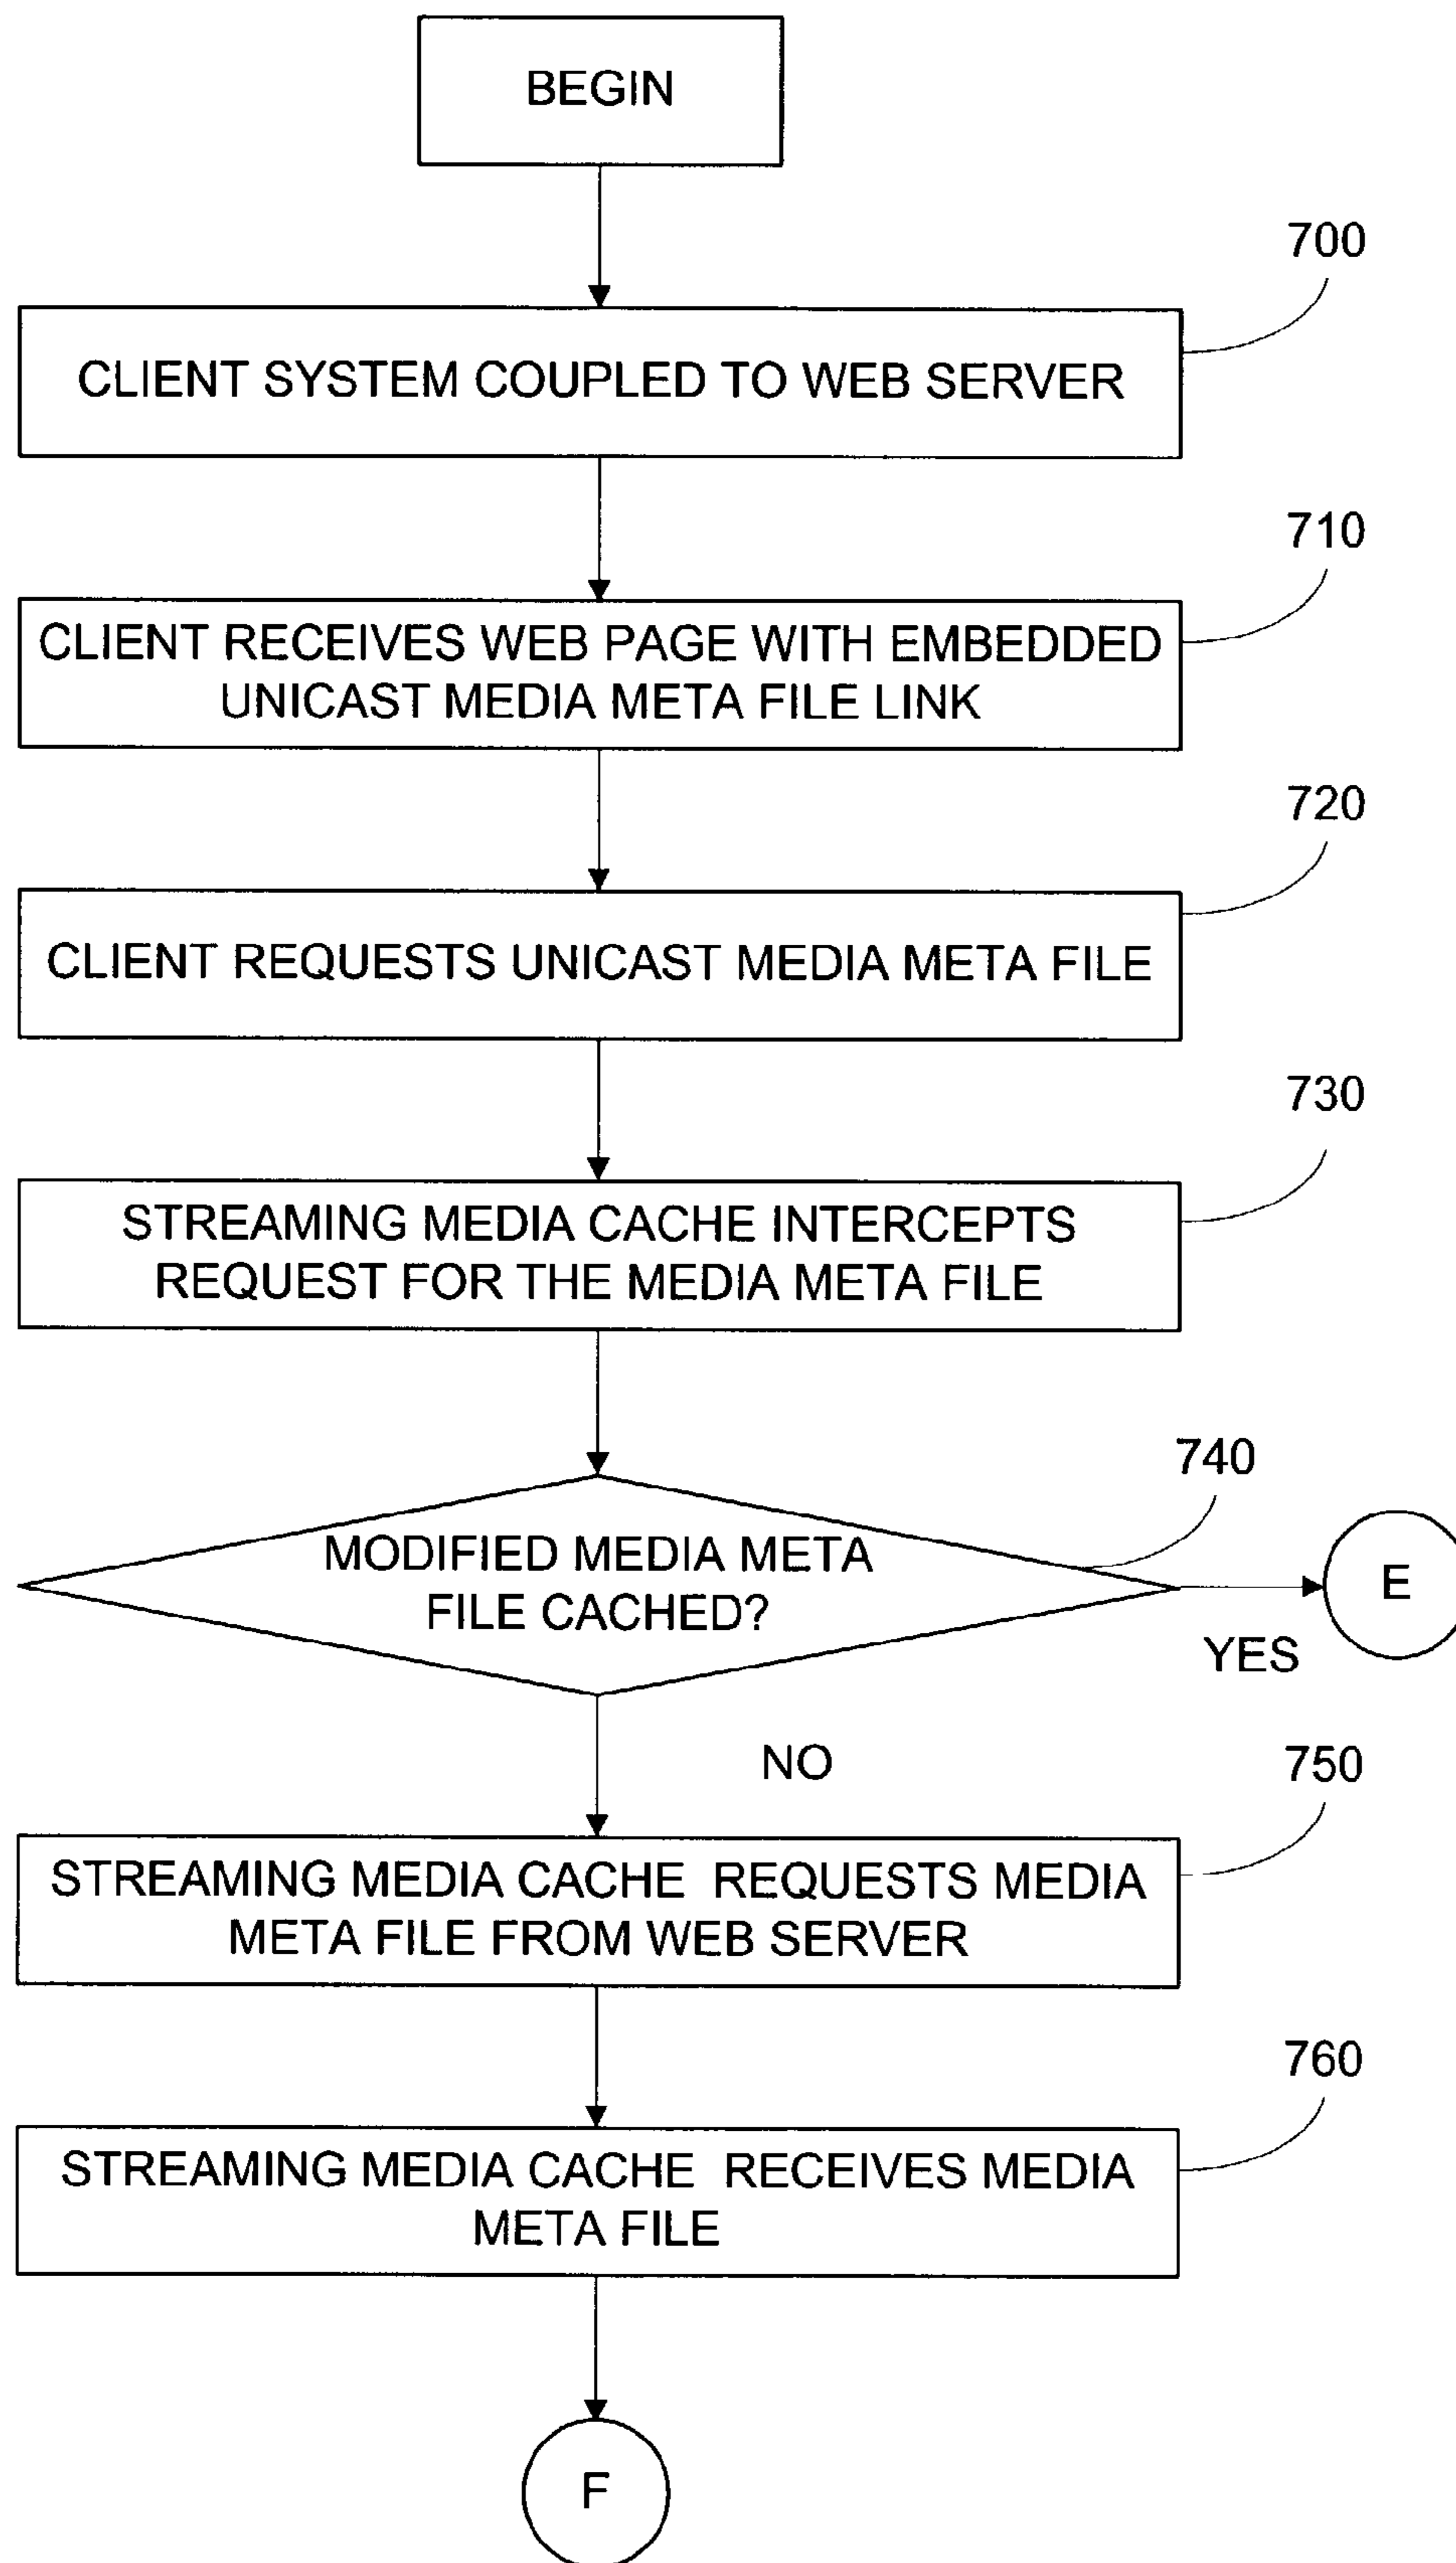 BEGIN
700
CLIENT SYSTEM COUPLED TO WEB SERVER
710
CLIENT RECEIVES WEB PAGE WITH EMBEDDED
UNICAST MEDIA META FILE LINK
720
CLIENT REQUESTS UNICAST MEDIA META FILE
730
STREAMING MEDIA CACHE INTERCEPTS
REQUEST FOR THE MEDIA META FILE
740
MODIFIED MEDIA META
FILE CACHED?
E
YES
NO
750
STREAMING MEDIA CACHE REQUESTS MEDIA
META FILE FROM WEB SERVER
760
STREAMING MEDIA CACHE RECEIVES MEDIA
META FILE
F